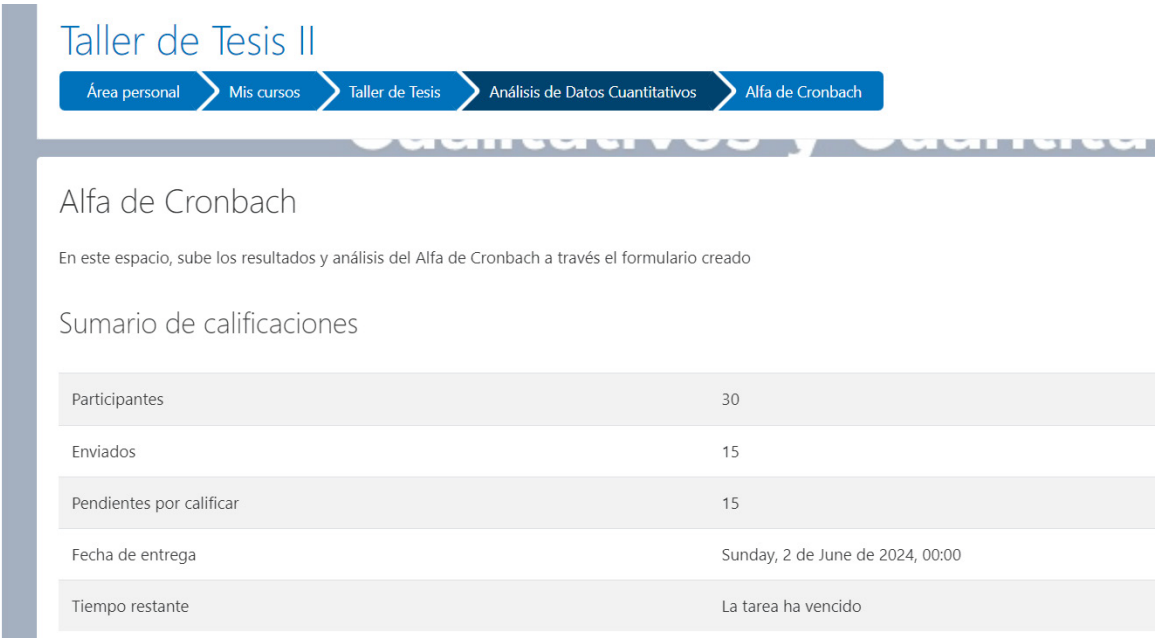 Taller de Tesis II
Área personal Mis cursos Taller de Tesis Análisis de Datos Cuantitativos Alfa de Cronbach
Cualitativos y
Alfa de Cronbach
En este espacio, sube los resultados y análisis del Alfa de Cronbach a través el formulario creado
Sumario de calificaciones
Participantes 30
Enviados 15
Pendientes por calificar 15
Fecha de entrega Sunday, 2 de June de 2024, 00:00
Tiempo restante La tarea ha vencido